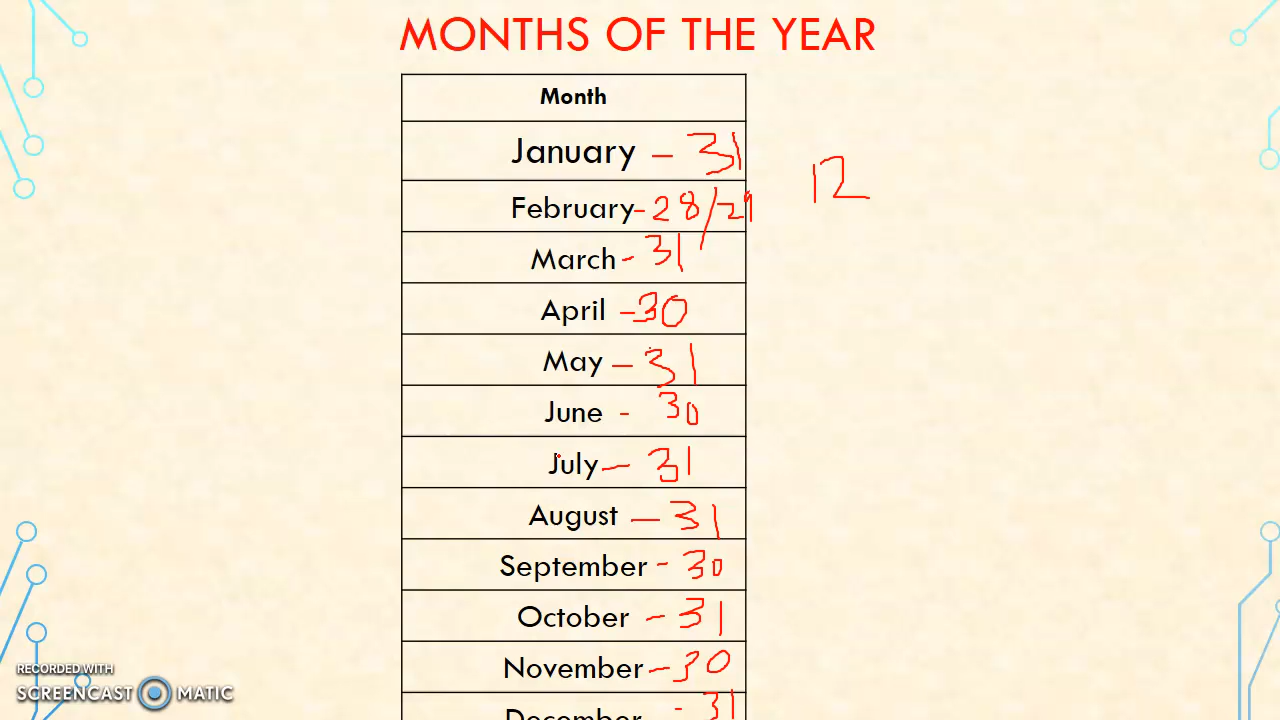 MONTHS OF THE YEAR
Month
January – 31
12
February - 28/29
March - 31
April - 30
May - 31
June - 30
July - 31
August - 31
September - 30
October - 31
November - 30
December - 31
RECORDED WITH
SCREENCAST MATIC